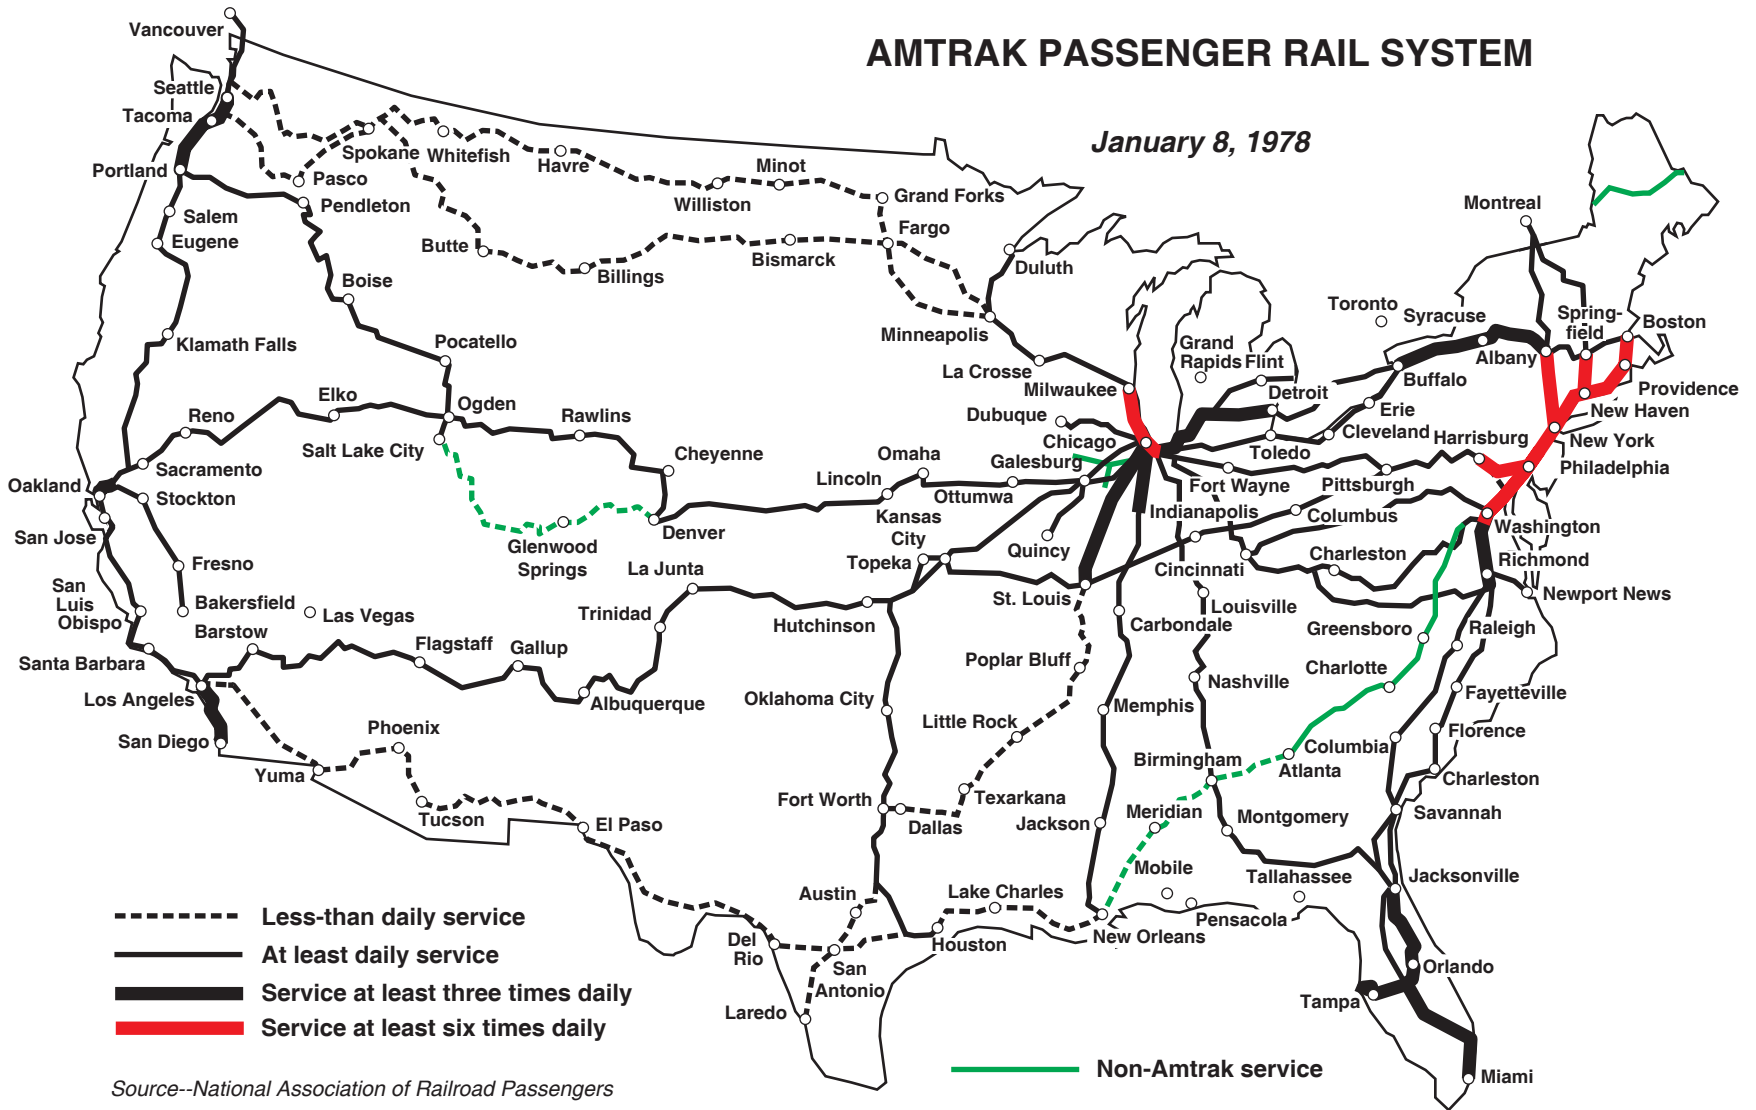 AMTRAK PASSENGER RAIL SYSTEM
January 8, 1978
Vancouver
Seattle
Tacoma
Portland
Spokane
Whitefish
Havre
Minot
Williston
Grand Forks
Fargo
Pasco
Pendleton
Salem
Eugene
Butte
Billings
Bismarck
Duluth
Boise
Minneapolis
Klamath Falls
Pocatello
La Crosse
Milwaukee
Grand
Rapids
Flint
Detroit
Toronto
Syracuse
Montreal
Spring-
field
Boston
Albany
Buffalo
Providence
New Haven
New York
Erie
Cleveland
Harrisburg
Philadelphia
Toledo
Dubuque
Chicago
Galesburg
Elko
Ogden
Rawlins
Reno
Salt Lake City
Cheyenne
Omaha
Lincoln
Ottumwa
Fort Wayne
Pittsburgh
Sacramento
Oakland
Stockton
San Jose
Glenwood
Springs
Denver
Kansas
City
Topeka
Quincy
Indianapolis
Columbus
Washington
Cincinnati
Charleston
Richmond
Newport News
Fresno
San
Luis
Obispo
Bakersfield
Las Vegas
La Junta
Trinidad
Hutchinson
St. Louis
Louisville
Carbondale
Greensboro
Raleigh
Barstow
Santa Barbara
Flagstaff
Gallup
Poplar Bluff
Nashville
Charlotte
Los Angeles
Albuquerque
Oklahoma City
Memphis
Fayetteville
San Diego
Phoenix
Little Rock
Birmingham
Columbia
Florence
Atlanta
Yuma
Charleston
Tucson
El Paso
Fort Worth
Dallas
Texarkana
Jackson
Meridian
Montgomery
Savannah
Mobile
Tallahassee
Jacksonville
Austin
Lake Charles
Pensacola
New Orleans
Houston
Del
Rio
San
Antonio
Laredo
Orlando
Tampa
Miami
Less-than daily service
At least daily service
Service at least three times daily
Service at least six times daily
Non-Amtrak service
Source--National Association of Railroad Passengers